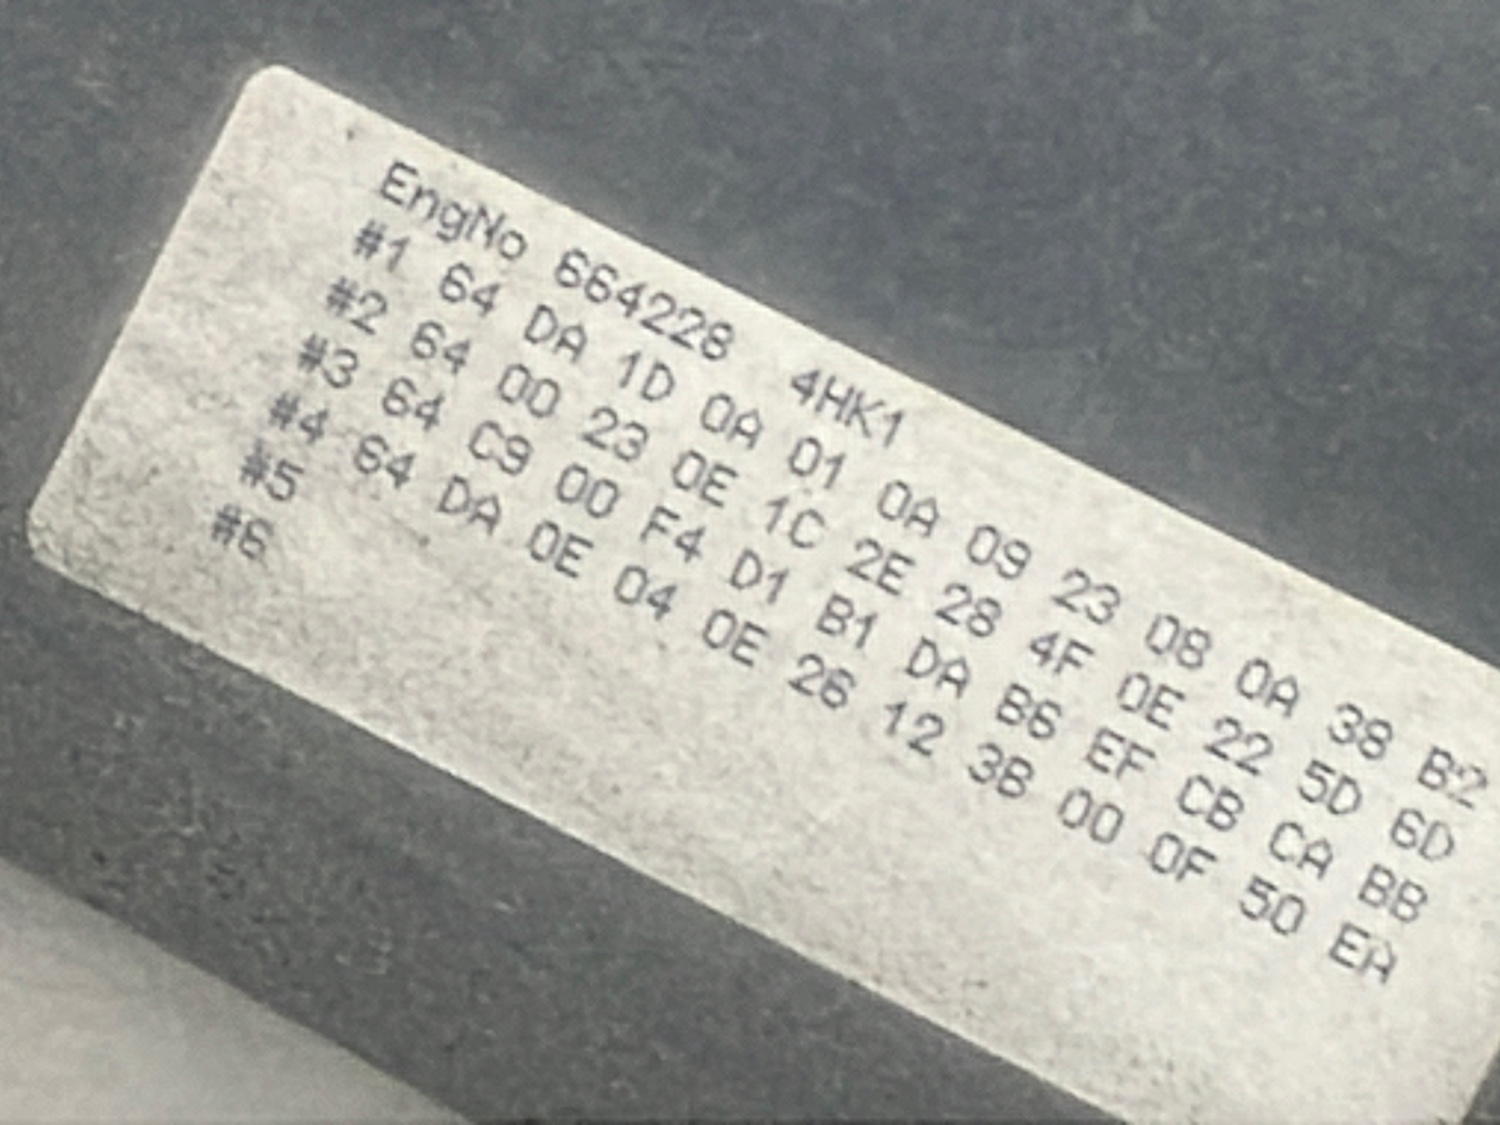 EngNo 664228 4HK1
#1 64 DA 1D 0A 01 0A 09 23 08 0A 38 B2
#2 64 00 23 0E 1C 2E 28 4F 0E 22 5D 6D
#3 64 C9 00 F4 D1 B1 DA B6 EF CB CA BB
#4 64 DA 0E 04 0E 26 12 3B 00 0F 50 EA
#5
#6